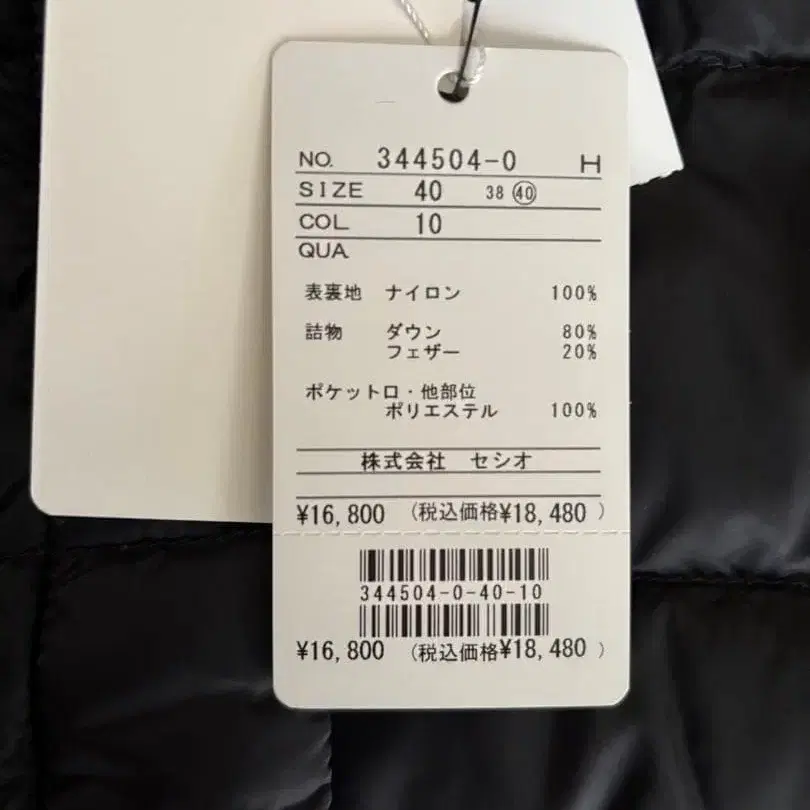 NO. 344504-0 H
SIZE 40 38 ㊵
COL 10
QUA
表裏地 ナイロン 100%
詰物 ダウン 80%
フェザー 20%
ポケット口・他部位
ポリエステル 100%
株式会社 セシオ
¥16,800 (税込価格¥18,480 )
344504-0-40-10
¥16,800 (税込価格¥18,480 )